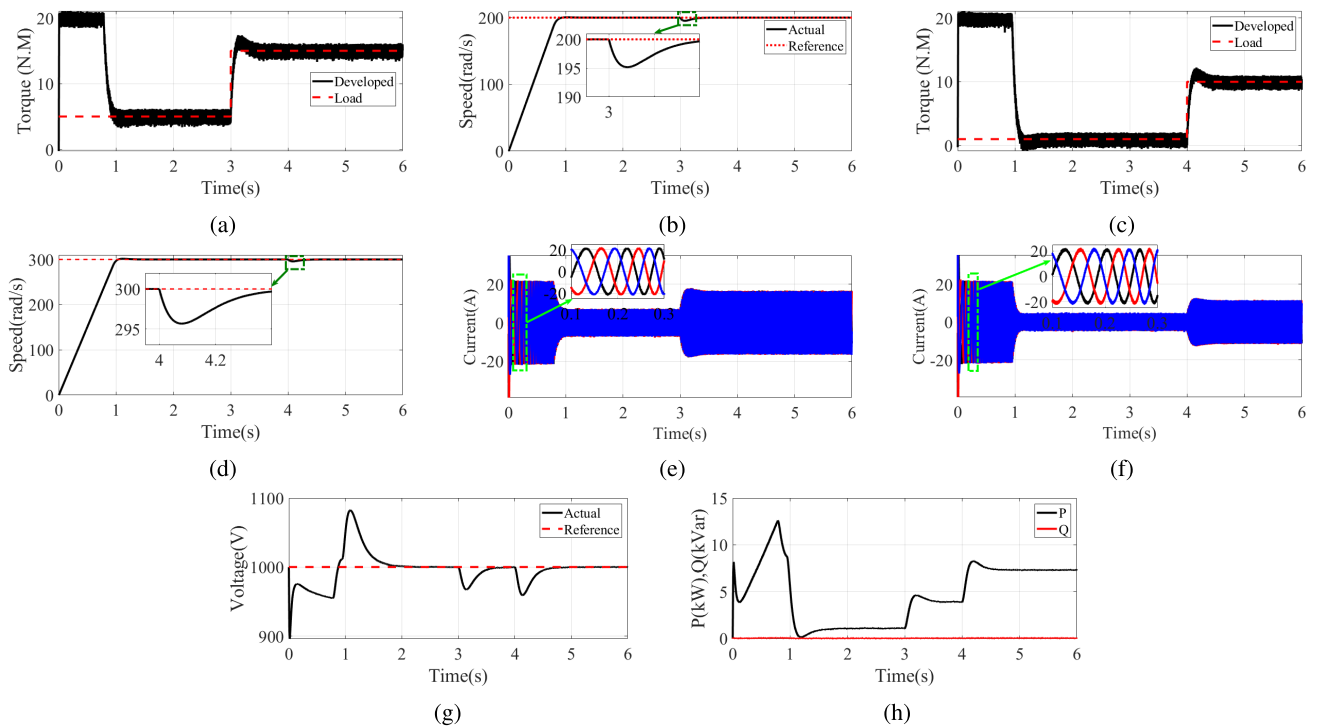 20
10
0
Torque (N.M)
Developed
Load
0 1 2 3 4 5 6
Time(s)
(a)
200
100
0
Speed(rad/s)
Actual
Reference
200
195
190
3
0 1 2 3 4 5 6
Time(s)
(b)
20
10
0
Torque (N.M)
Developed
Load
0 1 2 3 4 5 6
Time(s)
(c)
300
200
100
0
Speed(rad/s)
300
295
4 4.2
0 1 2 3 4 5 6
Time(s)
(d)
20
0
-20
Current(A)
20
0
-20
0.1 0.2 0.3
0 1 2 3 4 5 6
Time(s)
(e)
20
0
-20
Current(A)
20
0
-20
0.1 0.2 0.3
0 1 2 3 4 5 6
Time(s)
(f)
1100
1000
900
Voltage(V)
Actual
Reference
0 1 2 3 4 5 6
Time(s)
(g)
15
10
5
0
P(kW),Q(kVar)
P
Q
0 1 2 3 4 5 6
Time(s)
(h)